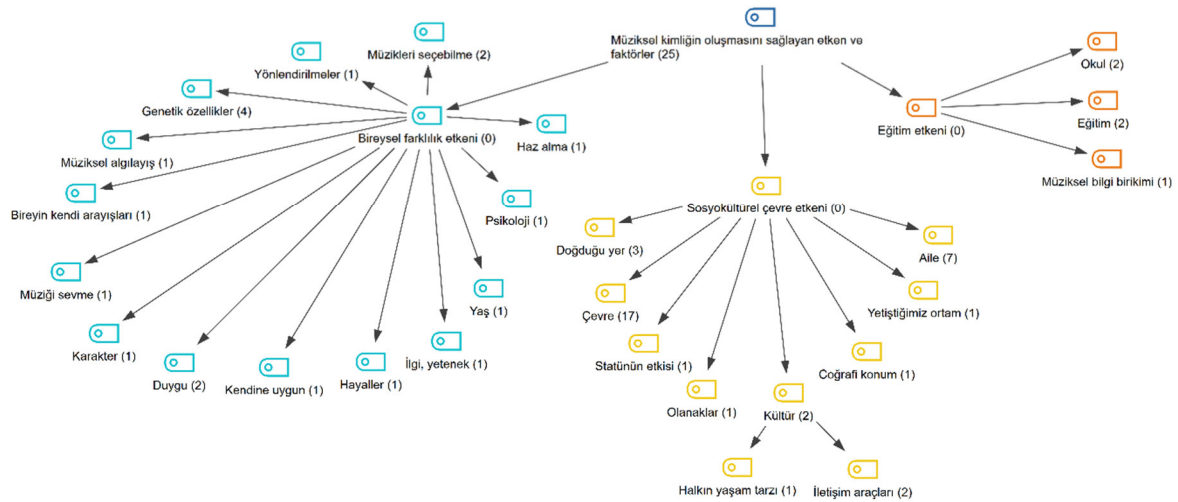 Müziksel kimliğin oluşmasını sağlayan etken ve
faktörler (25)
Müzikleri seçebilme (2)
Yönlendirilmeler (1)
Genetik özellikler (4)
Bireysel farklılık etkeni (0)
Haz alma (1)
Müziksel algılayış (1)
Bireyin kendi arayışları (1)
Psikoloji (1)
Müziği sevme (1)
Yaş (1)
Karakter (1)
Duygu (2)
Kendine uygun (1)
Hayaller (1)
İlgi, yetenek (1)
Okul (2)
Eğitim etkeni (0)
Eğitim (2)
Müziksel bilgi birikimi (1)
Sosyokültürel çevre etkeni (0)
Doğduğu yer (3)
Aile (7)
Çevre (17)
Yetiştiğimiz ortam (1)
Statünün etkisi (1)
Coğrafi konum (1)
Olanaklar (1)
Kültür (2)
Halkın yaşam tarzı (1)
İletişim araçları (2)